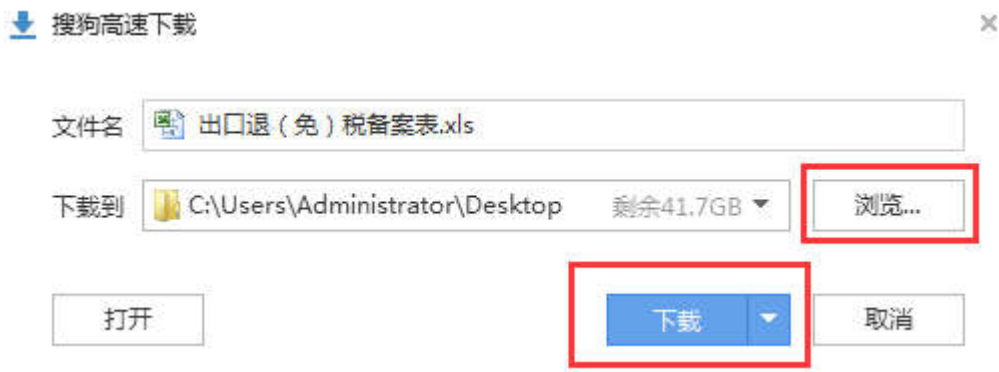 搜狗高速下载
文件名 出口退（免）税备案表.xls
下载到 C:\Users\Administrator\Desktop 剩余41.7GB 浏览...
打开 下载 取消